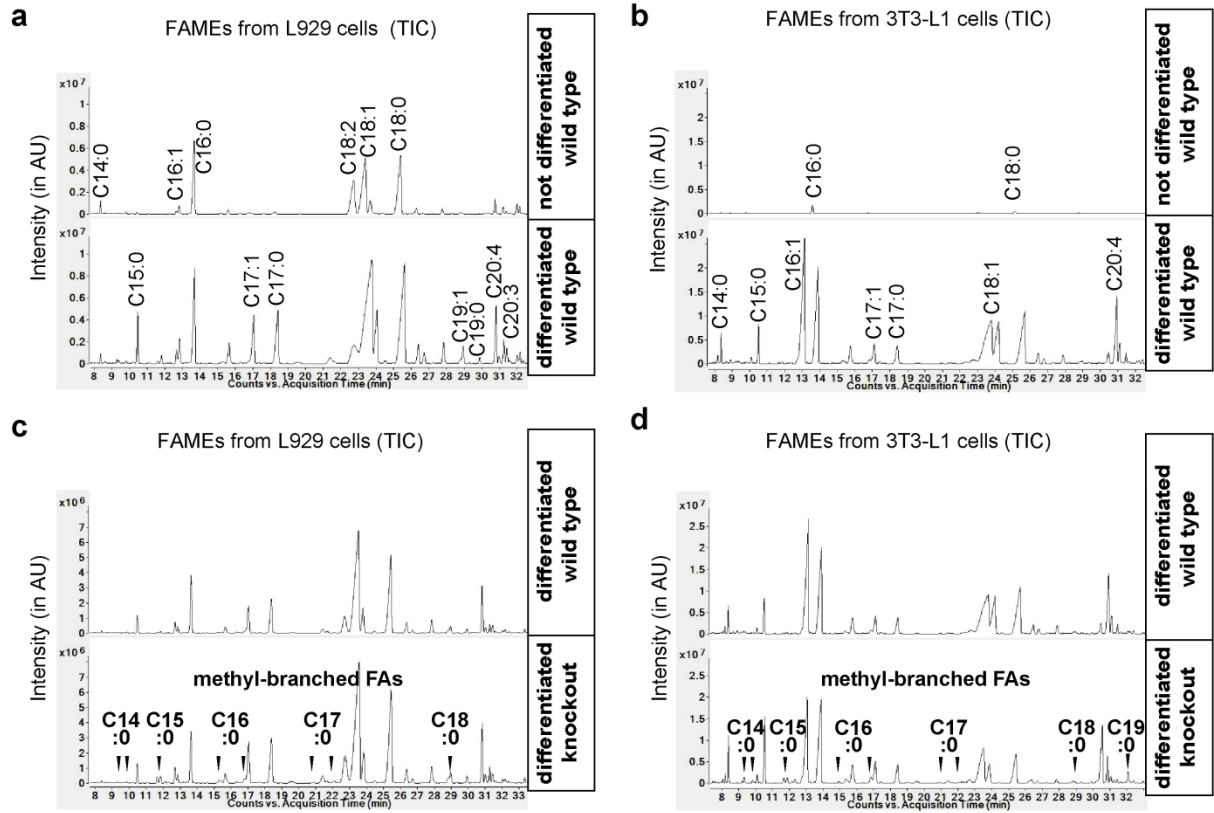 a
FAMEs from L929 cells (TIC)
x10⁷
1
0.8
0.6
0.4
0.2
0
C14:0
C16:1
C16:0
C18:2
C18:1
C18:0
not differentiated
wild type
Intensity (in AU)
x10⁷
1
0.8
0.6
0.4
0.2
0
C15:0
C17:1
C17:0
C19:1
C19:0
C20:4
C20:3
differentiated
wild type
8 9 10 11 12 13 14 15 16 17 18 19 20 21 22 23 24 25 26 27 28 29 30 31 32
Counts vs. Acquisition Time (min)
b
FAMEs from 3T3-L1 cells (TIC)
x10⁷
2.5
2
1.5
1
0.5
0
C16:0
C18:0
not differentiated
wild type
Intensity (in AU)
x10⁷
2
1.5
1
0.5
0
C14:0
C15:0
C16:1
C17:1
C17:0
C18:1
C20:4
differentiated
wild type
8 9 10 11 12 13 14 15 16 17 18 19 20 21 22 23 24 25 26 27 28 29 30 31 32
Counts vs. Acquisition Time (min)
c
FAMEs from L929 cells (TIC)
x10⁶
7
6
5
4
3
2
1
0
differentiated
wild type
Intensity (in AU)
x10⁶
7
6
5
4
3
2
1
0
methyl-branched FAs
C14 C15 C16 C17 C18
:0 :0 :0 :0 :0
differentiated
knockout
8 9 10 11 12 13 14 15 16 17 18 19 20 21 22 23 24 25 26 27 28 29 30 31 32 33
Counts vs. Acquisition Time (min)
d
FAMEs from 3T3-L1 cells (TIC)
x10⁷
2.5
2
1.5
1
0.5
0
differentiated
wild type
Intensity (in AU)
x10⁷
2.5
2
1.5
1
0.5
0
methyl-branched FAs
C14 C15 C16 C17 C18 C19
:0 :0 :0 :0 :0 :0
differentiated
knockout
8 9 10 11 12 13 14 15 16 17 18 19 20 21 22 23 24 25 26 27 28 29 30 31 32
Counts vs. Acquisition Time (min)